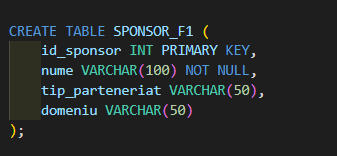 CREATE TABLE SPONSOR_F1 (
    id_sponsor INT PRIMARY KEY,
    nume VARCHAR(100) NOT NULL,
    tip_parteneriat VARCHAR(50),
    domeniu VARCHAR(50)
);